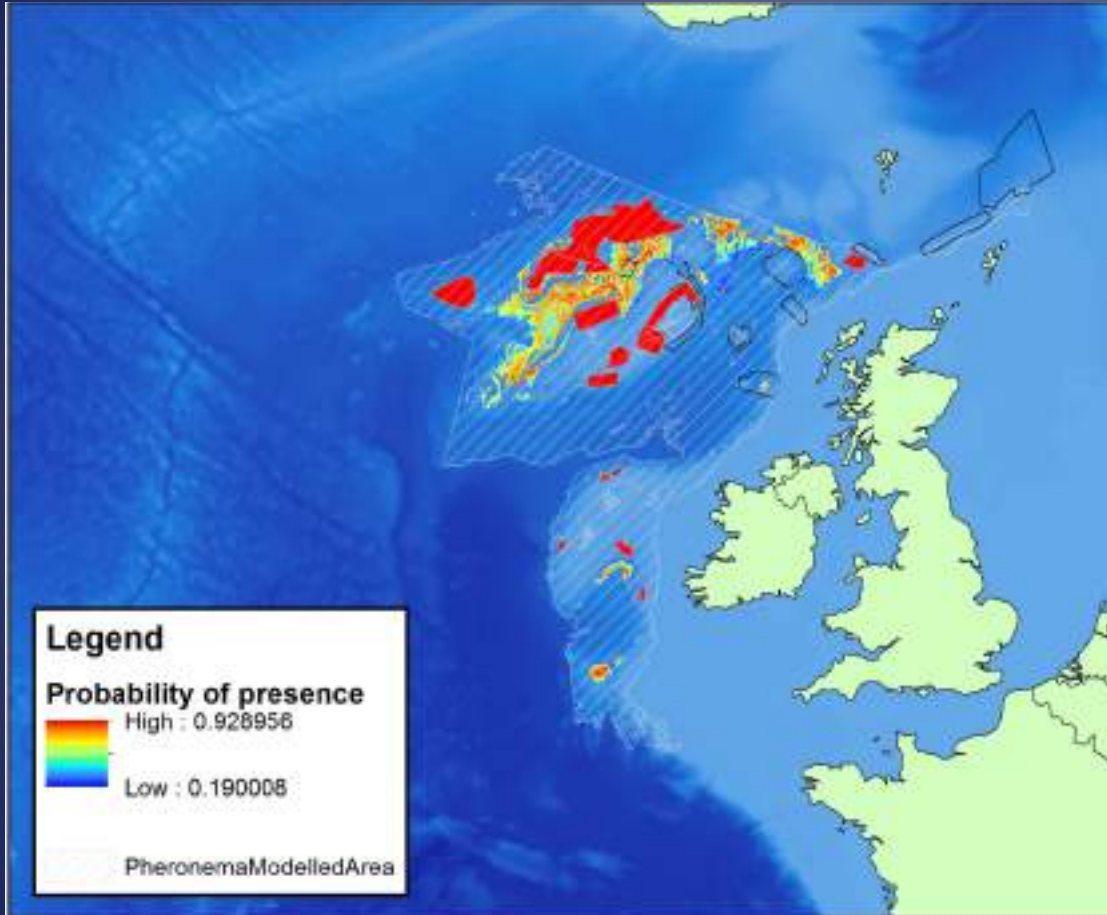 Legend
Probability of presence
High : 0.928956
Low : 0.190008
PheronemaModelledArea